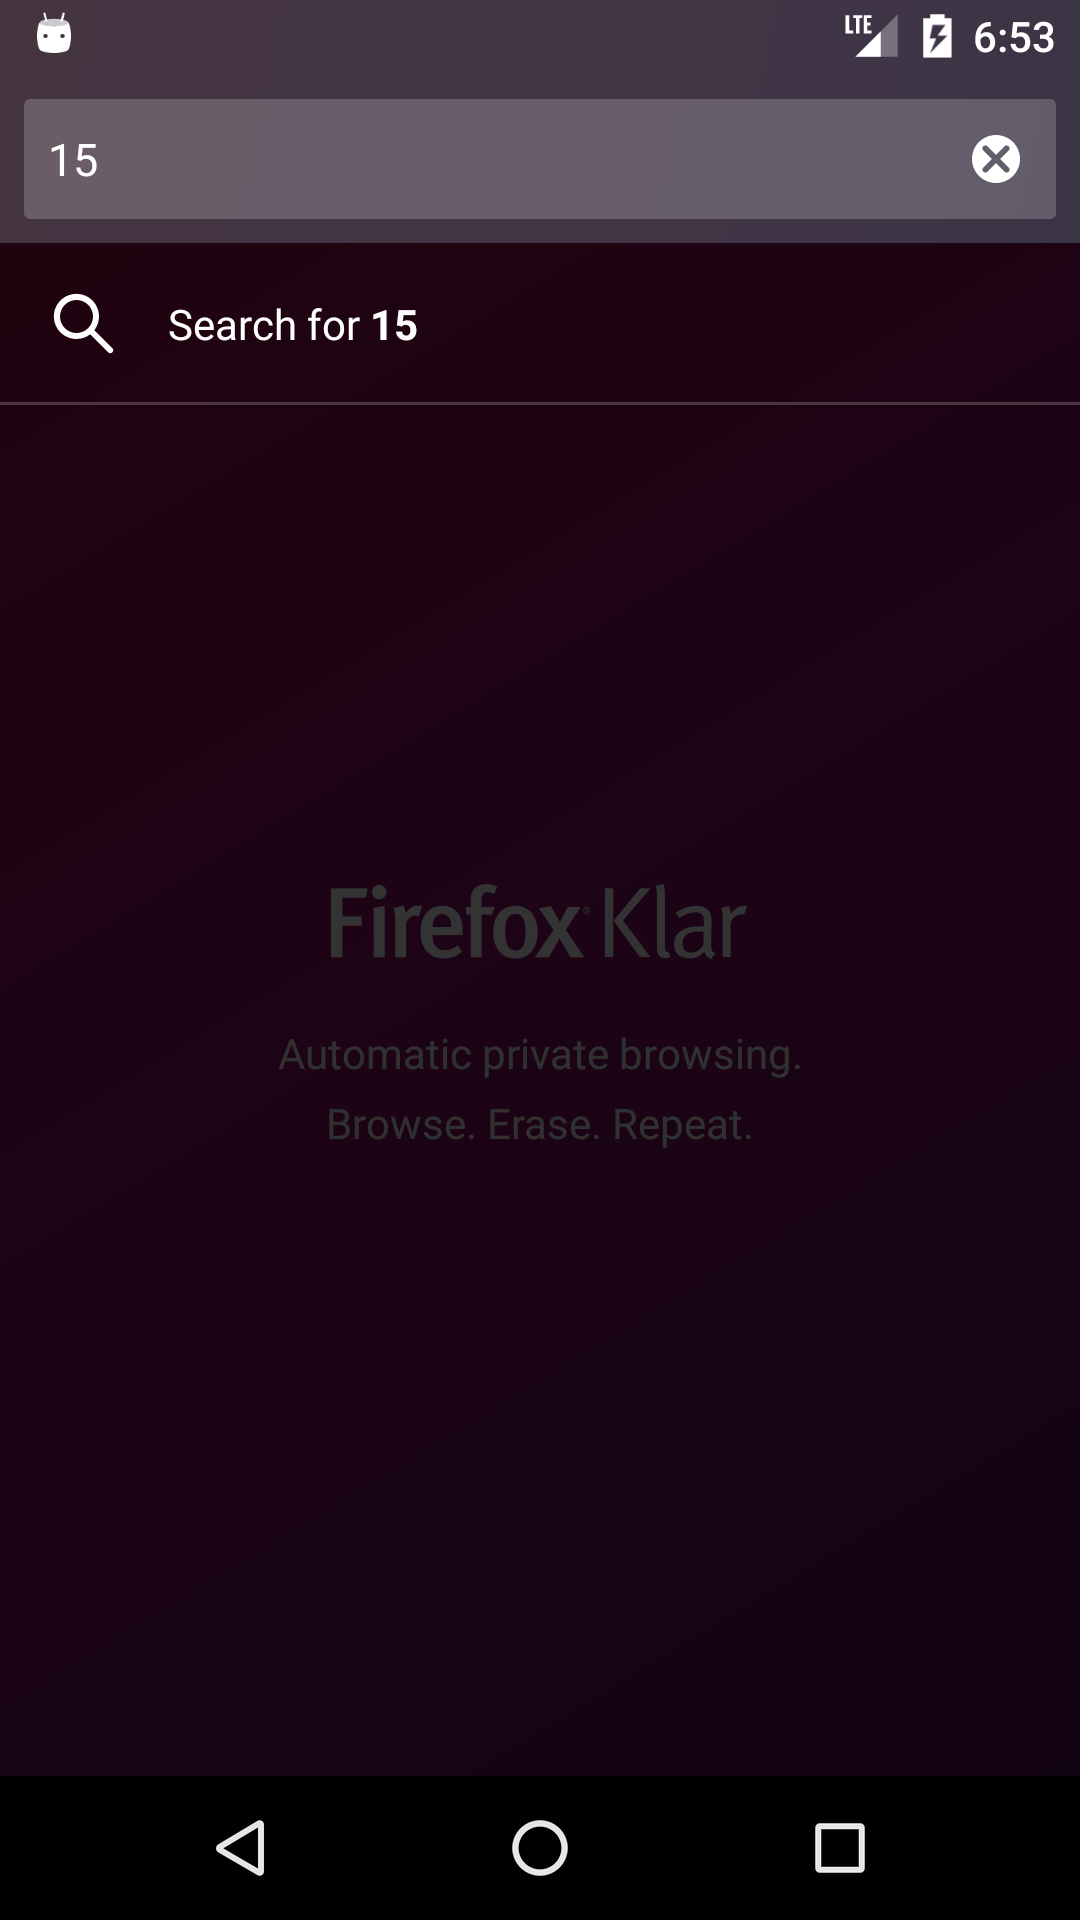 LTE 6:53
15
Search for 15
Firefox® Klar
Automatic private browsing.
Browse. Erase. Repeat.